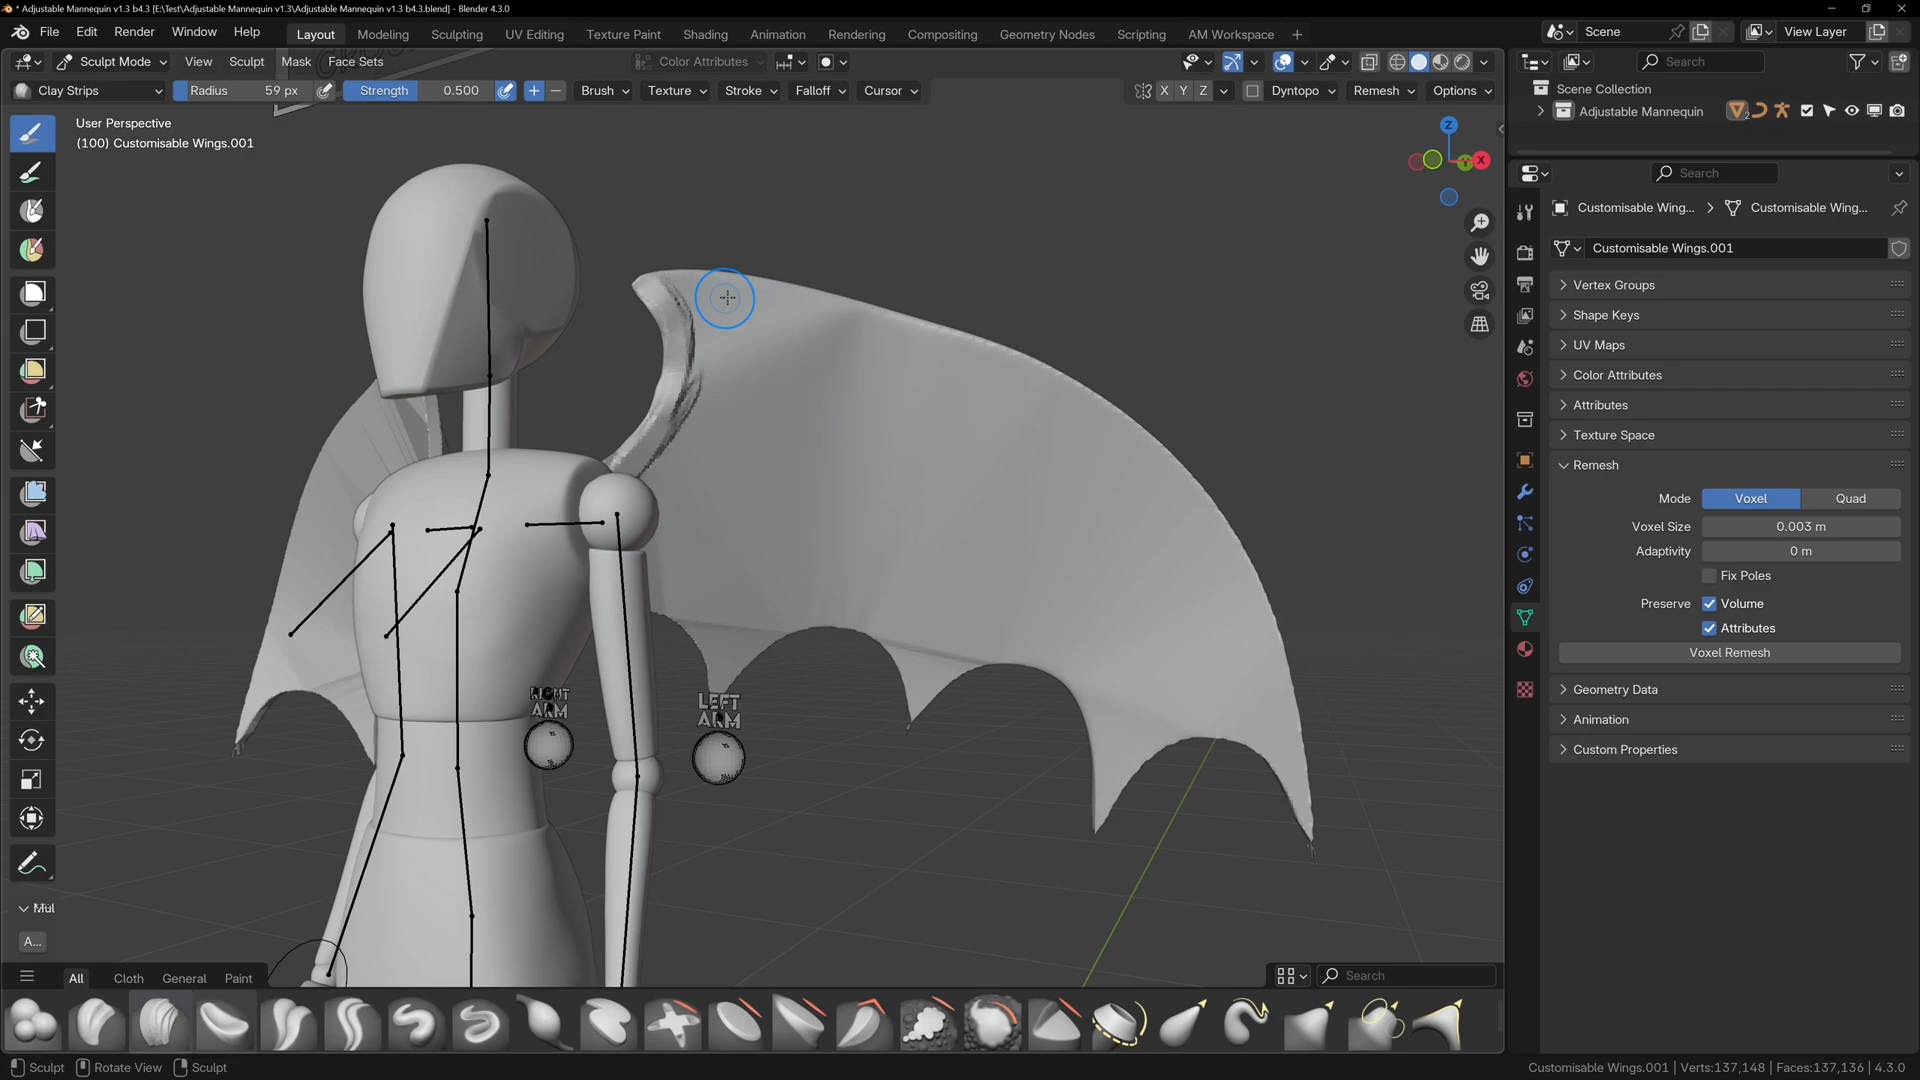 * Adjustable Mannequin v1.3 b4.3 [E:\Test\Adjustable Mannequin v1.3\Adjustable Mannequin v1.3 b4.3.blend] - Blender 4.3.0
File Edit Render Window Help Layout Modeling Sculpting UV Editing Texture Paint Shading Animation Rendering Compositing Geometry Nodes Scripting AM Workspace + Scene View Layer
Sculpt Mode View Sculpt Mask Face Sets Color Attributes Search
Clay Strips Radius 59 px Strength 0.500 Brush Texture Stroke Falloff Cursor X Y Z Dyntopo Remesh Options
Scene Collection
Adjustable Mannequin 2
User Perspective
(100) Customisable Wings.001
Z
Y X
Search
Customisable Wing... Customisable Wing...
Customisable Wings.001
Vertex Groups
Shape Keys
UV Maps
Color Attributes
Attributes
Texture Space
Remesh
Mode Voxel Quad
Voxel Size 0.003 m
Adaptivity 0 m
Fix Poles
Preserve Volume
Attributes
Voxel Remesh
Geometry Data
Animation
Custom Properties
RIGHT ARM
LEFT ARM
A...
All Cloth General Paint Search
Sculpt Rotate View Sculpt Customisable Wings.001 | Verts:137,148 | Faces:137,136 | 4.3.0